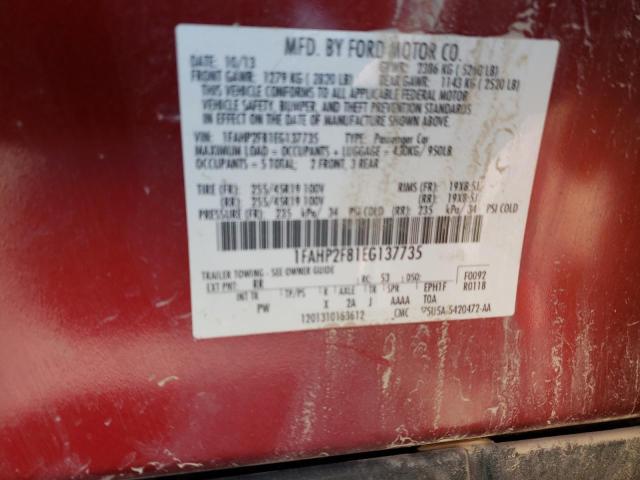 MFD. BY FORD MOTOR CO.
DATE: 10/13 GVWR: 2386 KG ( 5260 LB)
FRONT GAWR: 1279 KG ( 2820 LB) REAR GAWR: 1143 KG ( 2520 LB)
THIS VEHICLE CONFORMS TO ALL APPLICABLE FEDERAL MOTOR
VEHICLE SAFETY, BUMPER, AND THEFT PREVENTION STANDARDS
IN EFFECT ON THE DATE OF MANUFACTURE SHOWN ABOVE.
VIN: 1FAHP2F81EG137735 TYPE: Passenger Car
MAXIMUM LOAD = OCCUPANTS + LUGGAGE = 430KG/ 950LB
OCCUPANTS = 5 TOTAL: 2 FRONT, 3 REAR
TIRE (FR): 255/45R19 100V RIMS (FR): 19X8.5J
(RR): 255/45R19 100V (RR): 19X8.5J
PRESSURE (FR): 235 kPa/ 34 PSI COLD (RR): 235 kPa/ 34 PSI COLD
1FAHP2F81EG137735
TRAILER TOWING - SEE OWNER GUIDE F0092
EXT PNT: RR RC: 53 DSO: R0118
INT TR TP/PS R AXLE TR SPR EPH1F
PW X 2A J AAAA TOA
1201310163612 CMC 5U5A-5420472-AA